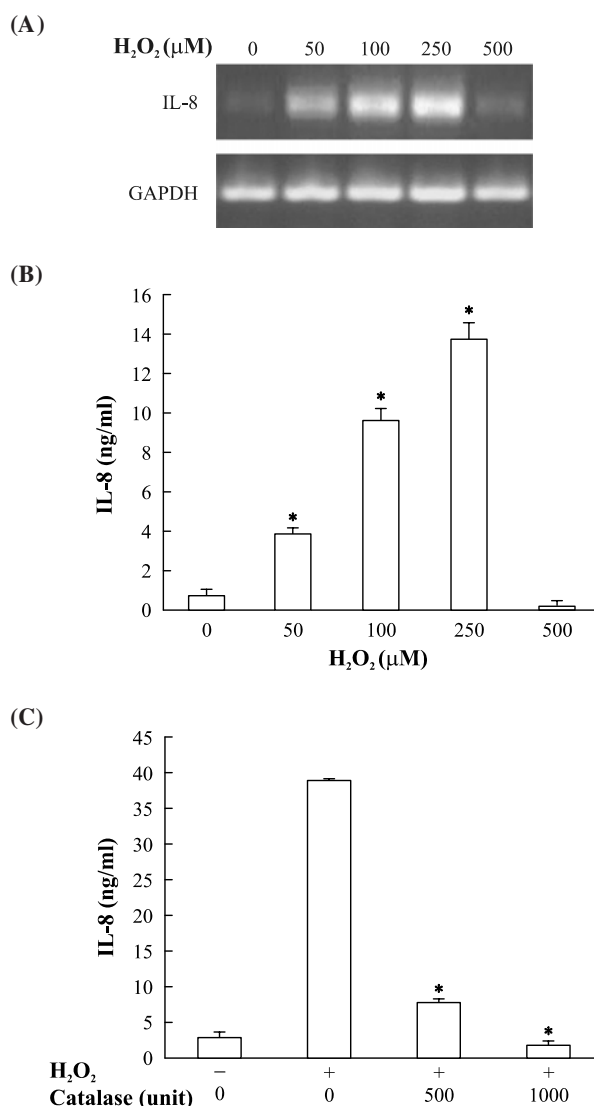 (A)
H₂O₂ (μM) 0 50 100 250 500
IL-8
GAPDH
(B)
16
14
12
10
8
6
4
2
0
IL-8 (ng/ml)
* * *
0 50 100 250 500
H₂O₂ (μM)
(C)
45
40
35
30
25
20
15
10
5
0
IL-8 (ng/ml)
* *
H₂O₂ − + + +
Catalase (unit) 0 0 500 1000